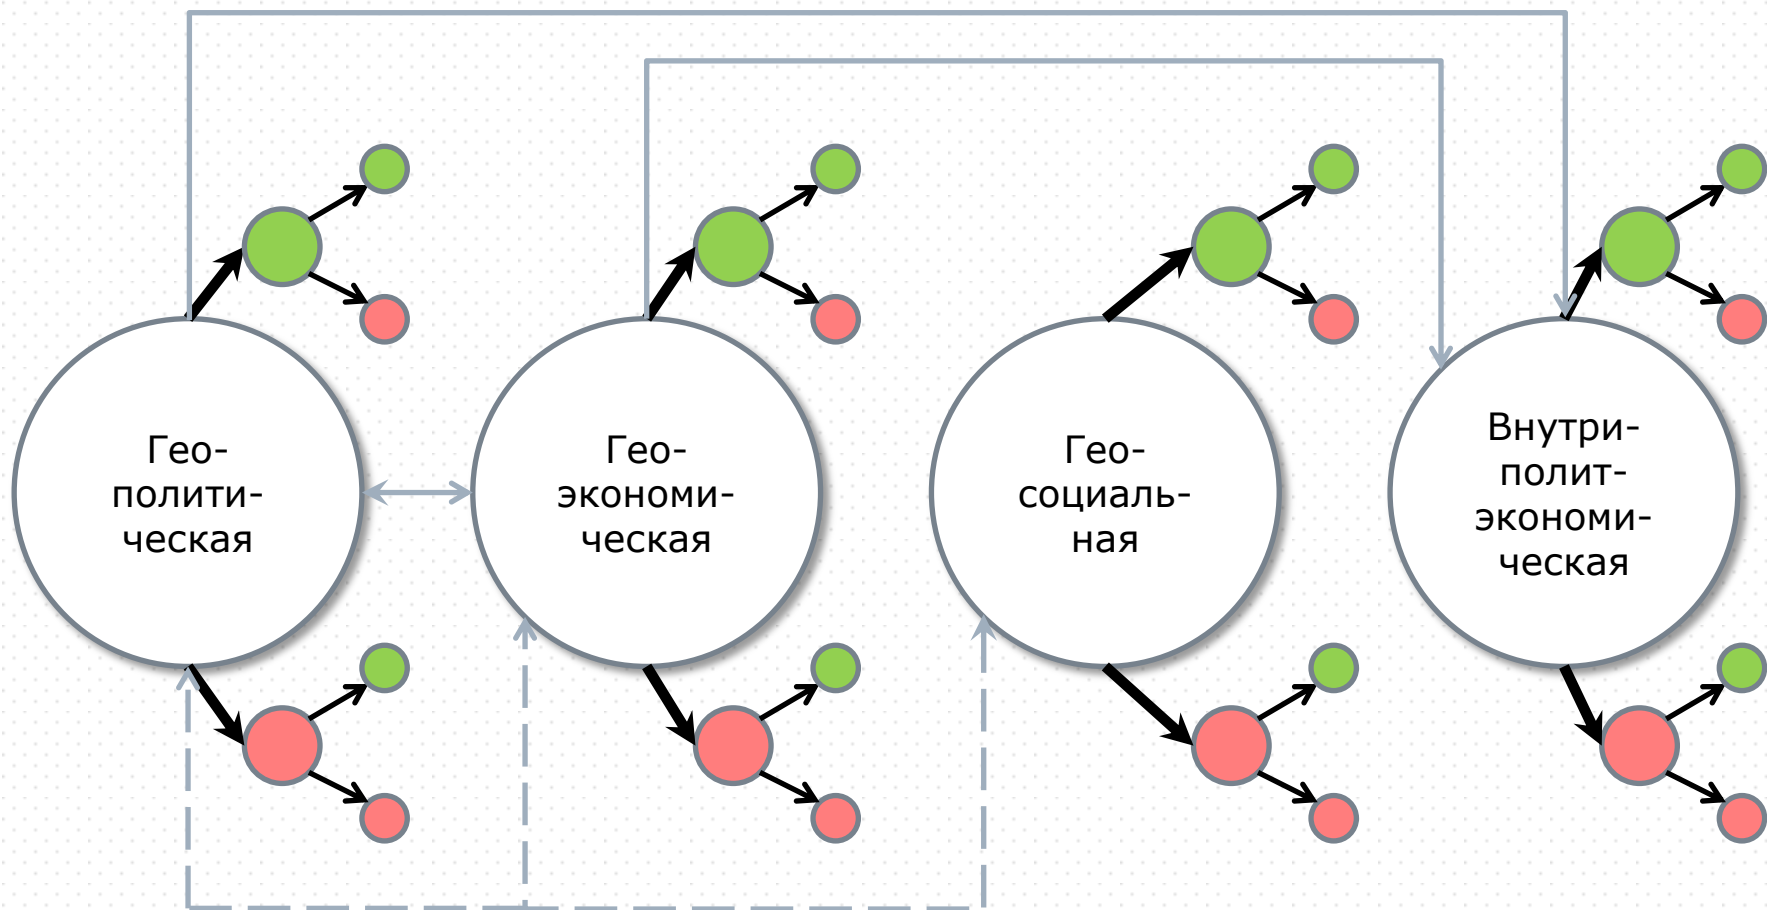 Гео-
полити-
ческая
Гео-
экономи-
ческая
Гео-
социаль-
ная
Внутри-
полит-
экономи-
ческая